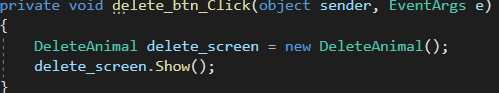 private void delete_btn_Click(object sender, EventArgs e)
{
DeleteAnimal delete_screen = new DeleteAnimal();
delete_screen.Show();
}